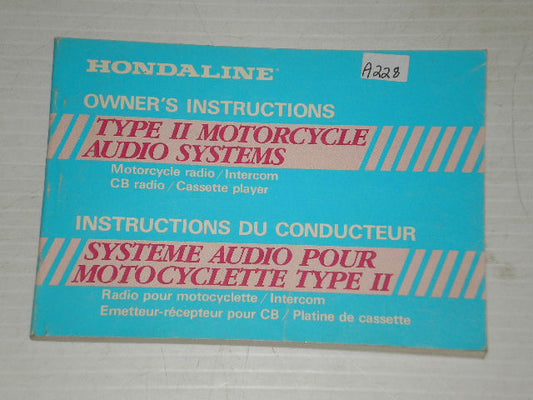 HONDALINE
A228
OWNER'S INSTRUCTIONS
TYPE II MOTORCYCLE
AUDIO SYSTEMS
Motorcycle radio/Intercom
CB radio/Cassette player
INSTRUCTIONS DU CONDUCTEUR
SYSTEME AUDIO POUR
MOTOCYCLETTE TYPE II
Radio pour motocyclette/Intercom
Emetteur-récepteur pour CB/Platine de cassette